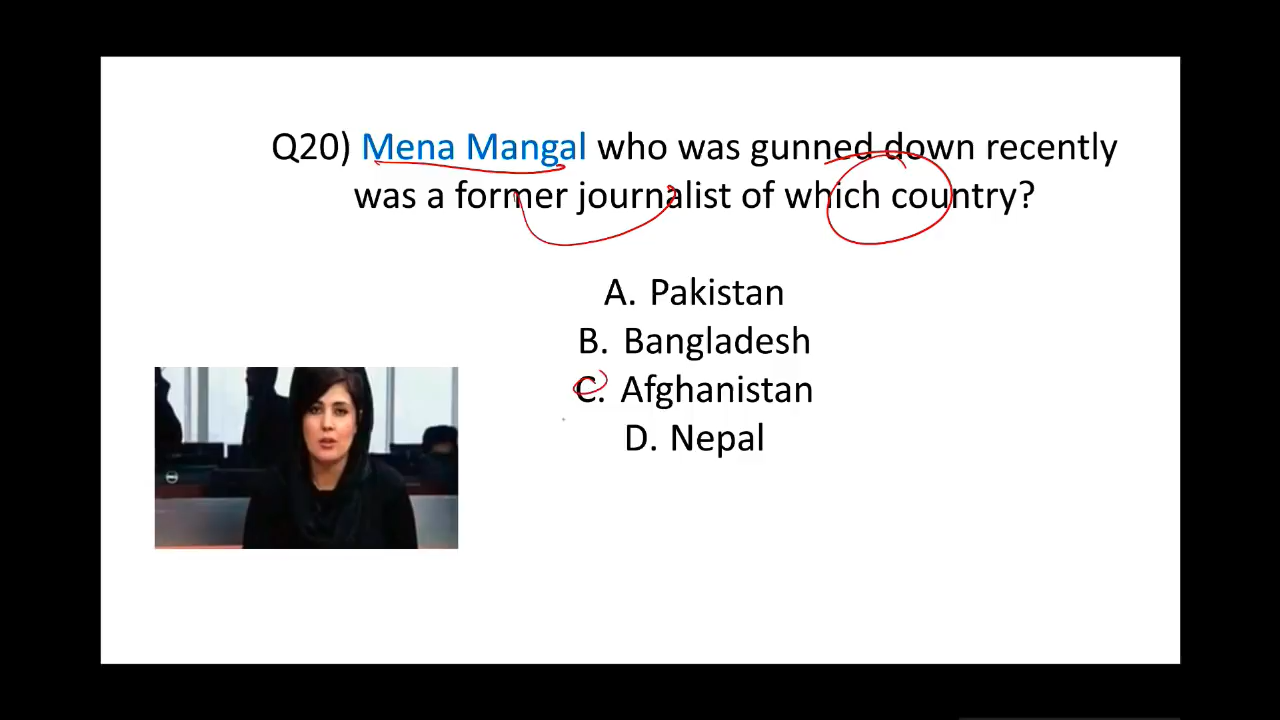 Q20) Mena Mangal who was gunned down recently
was a former journalist of which country?
A. Pakistan
B. Bangladesh
C. Afghanistan
D. Nepal